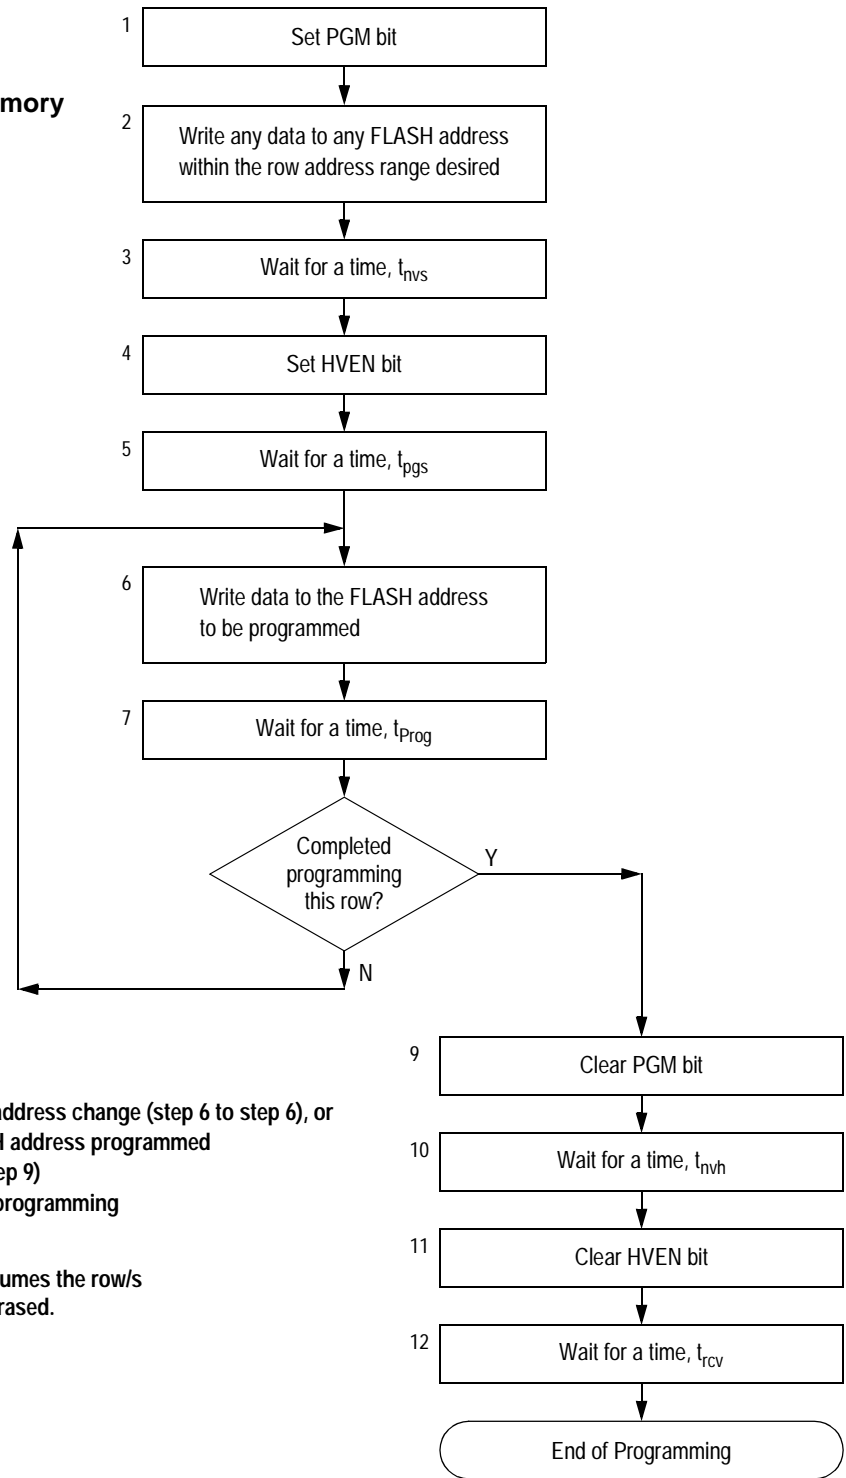 1
Set PGM bit
2
Write any data to any FLASH address
within the row address range desired
3
Wait for a time, tnvs
4
Set HVEN bit
5
Wait for a time, tpgs
6
Write data to the FLASH address
to be programmed
7
Wait for a time, tProg
Completed
programming
this row?
Y
N
9
Clear PGM bit
10
Wait for a time, tnvh
11
Clear HVEN bit
12
Wait for a time, trcv
End of Programming
mory
address change (step 6 to step 6), or
H address programmed
ep 9)
programming
umes the row/s
rased.